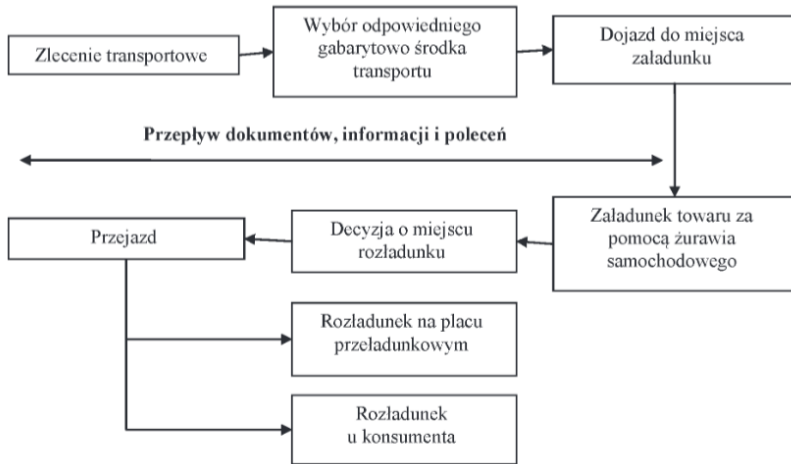 Zlecenie transportowe
Wybór odpowiedniego
gabarytowo środka
transportu
Dojazd do miejsca
załadunku
Przepływ dokumentów, informacji i poleceń
Przejazd
Decyzja o miejscu
rozładunku
Załadunek towaru za
pomocą żurawia
samochodowego
Rozładunek na placu
przeładunkowym
Rozładunek
u konsumenta